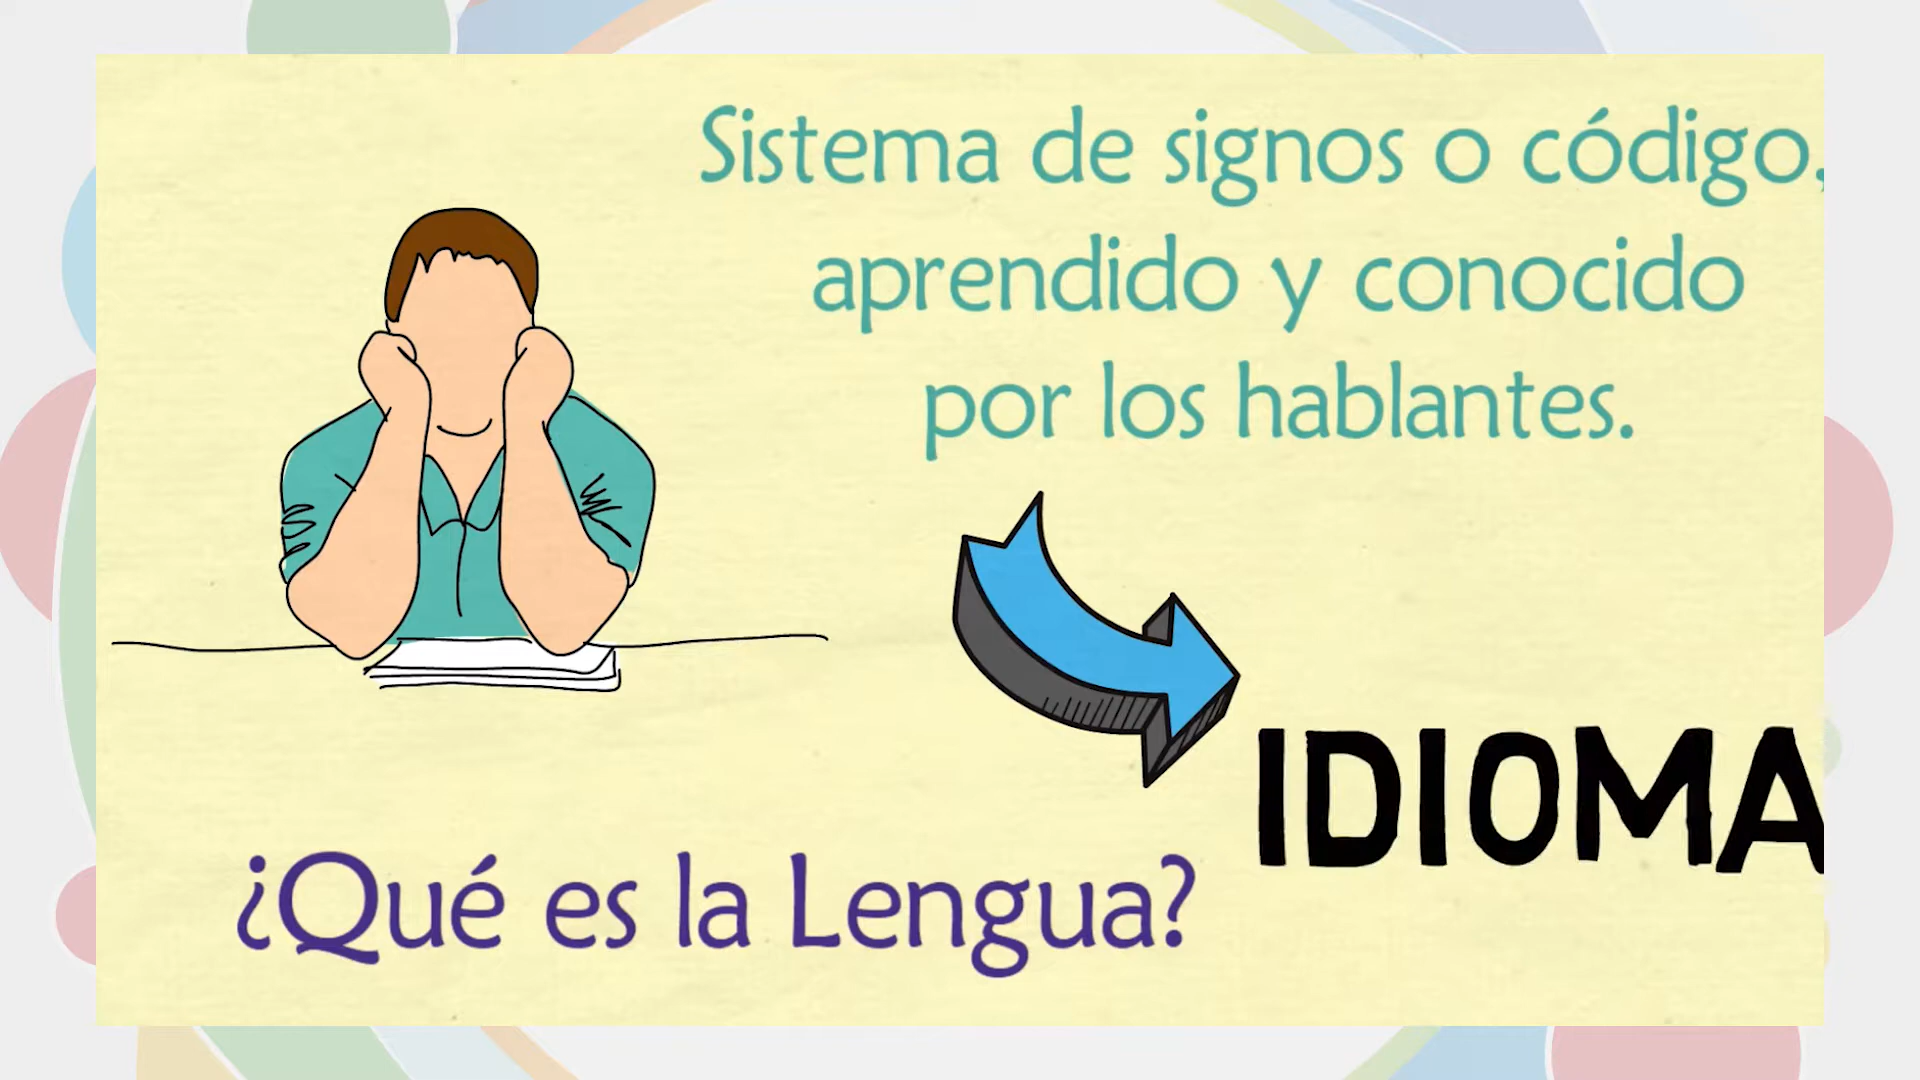 Sistema de signos o código,
aprendido y conocido
por los hablantes.
IDIOMA
¿Qué es la Lengua?